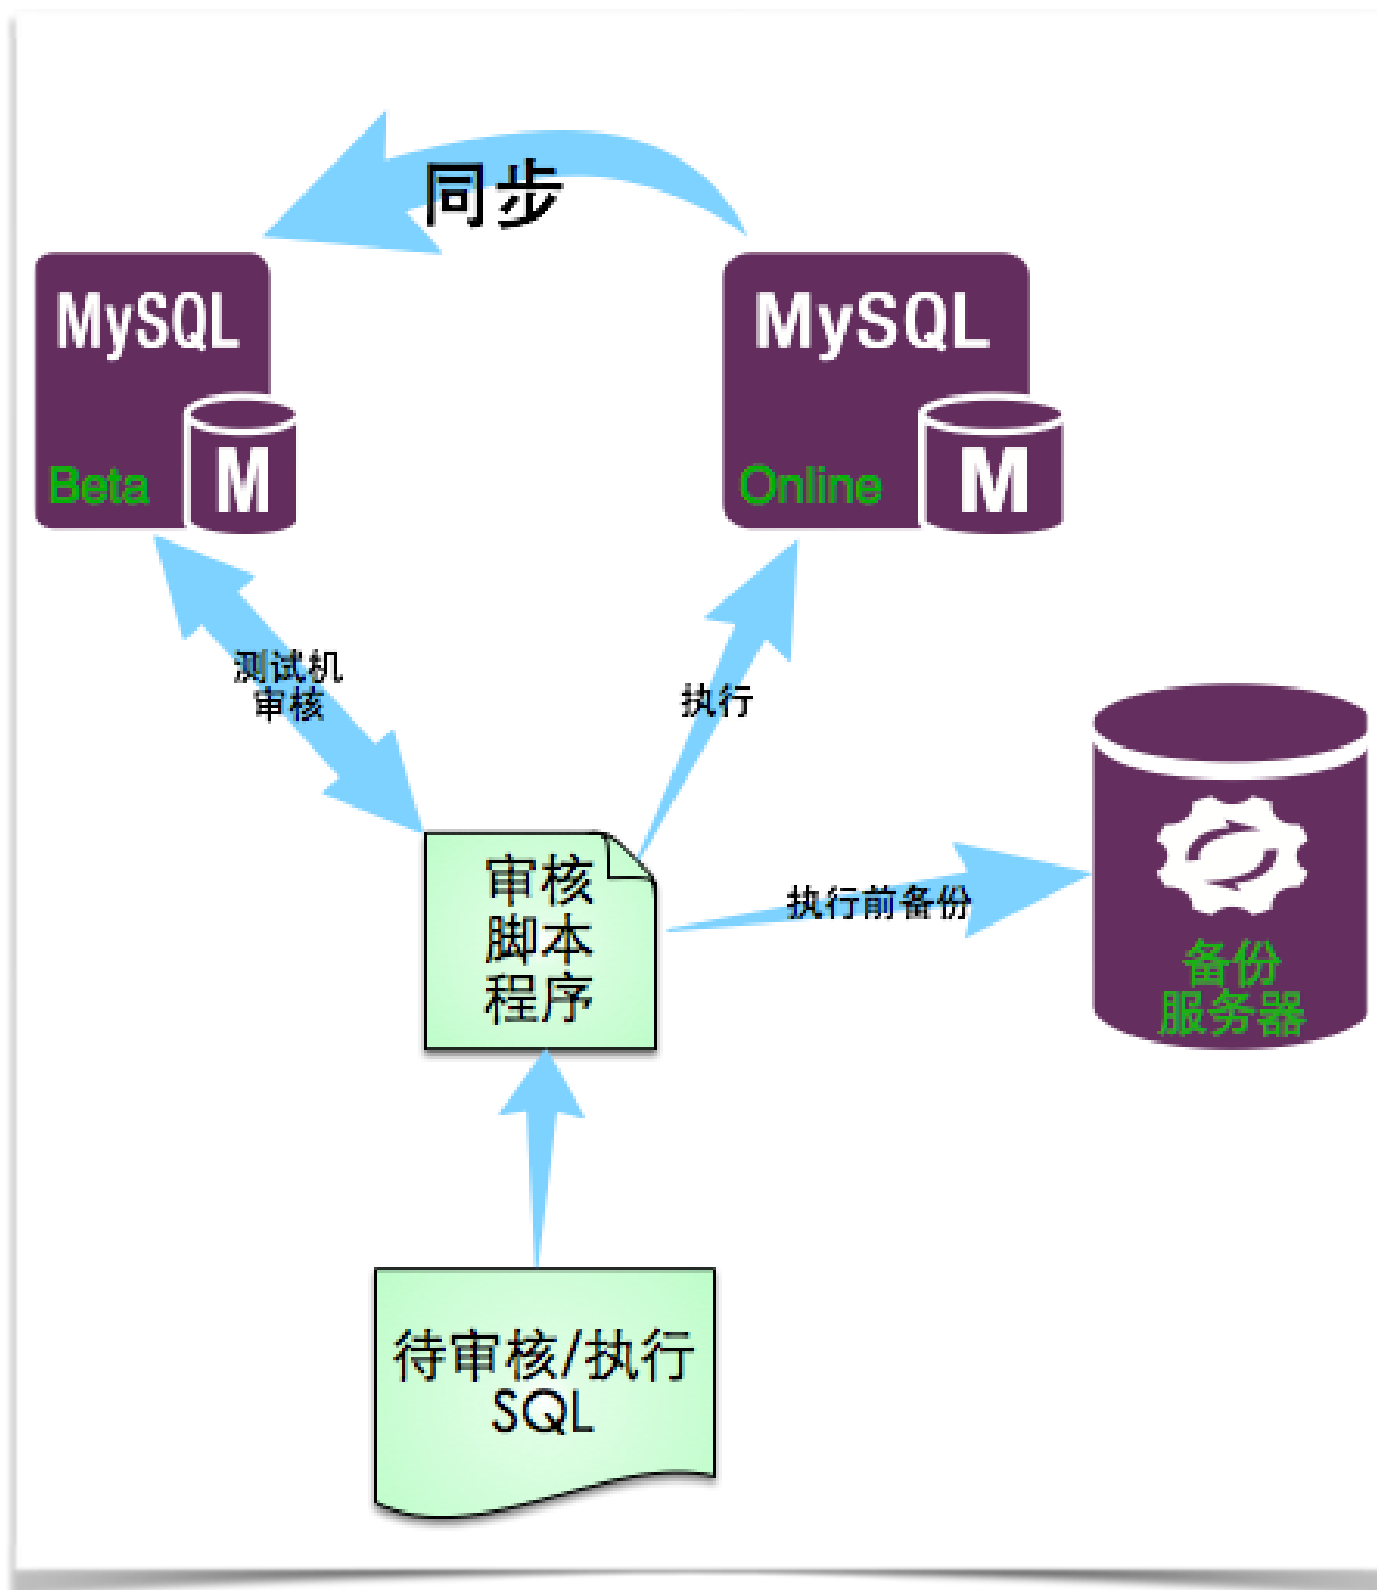 同步
MySQL
Beta
M
MySQL
Online
M
测试机
审核
执行
执行前备份
备份
服务器
审核
脚本
程序
待审核/执行
SQL